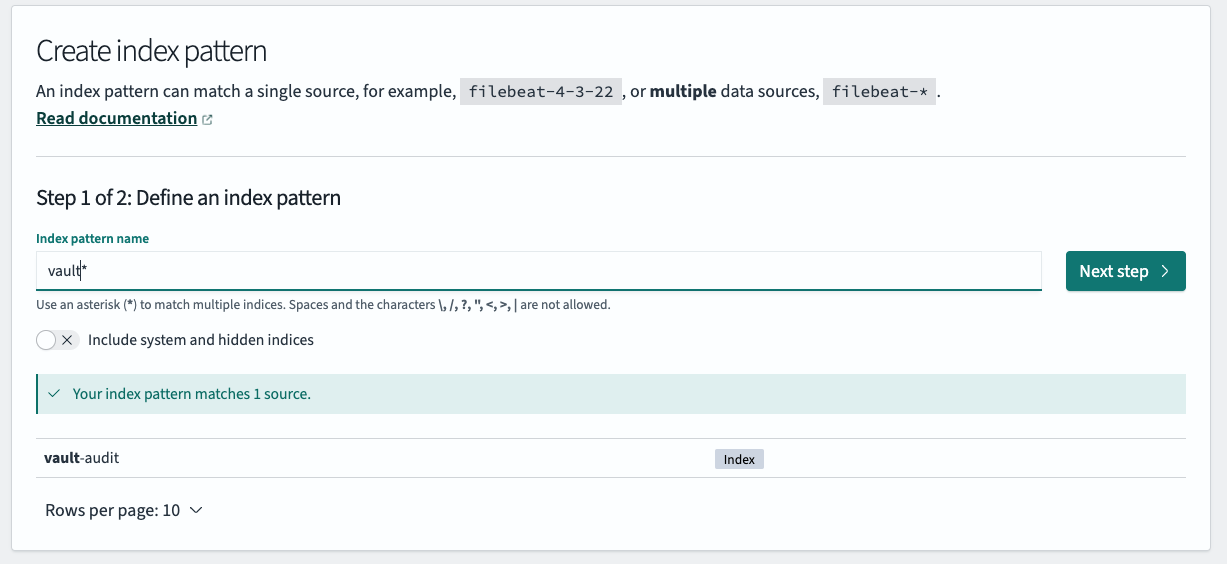 Create index pattern
An index pattern can match a single source, for example, filebeat-4-3-22 , or multiple data sources, filebeat-* .
Read documentation
Step 1 of 2: Define an index pattern
Index pattern name
vault*
Next step
Use an asterisk (*) to match multiple indices. Spaces and the characters \, /, ?, ", <, >, | are not allowed.
Include system and hidden indices
Your index pattern matches 1 source.
vault-audit Index
Rows per page: 10